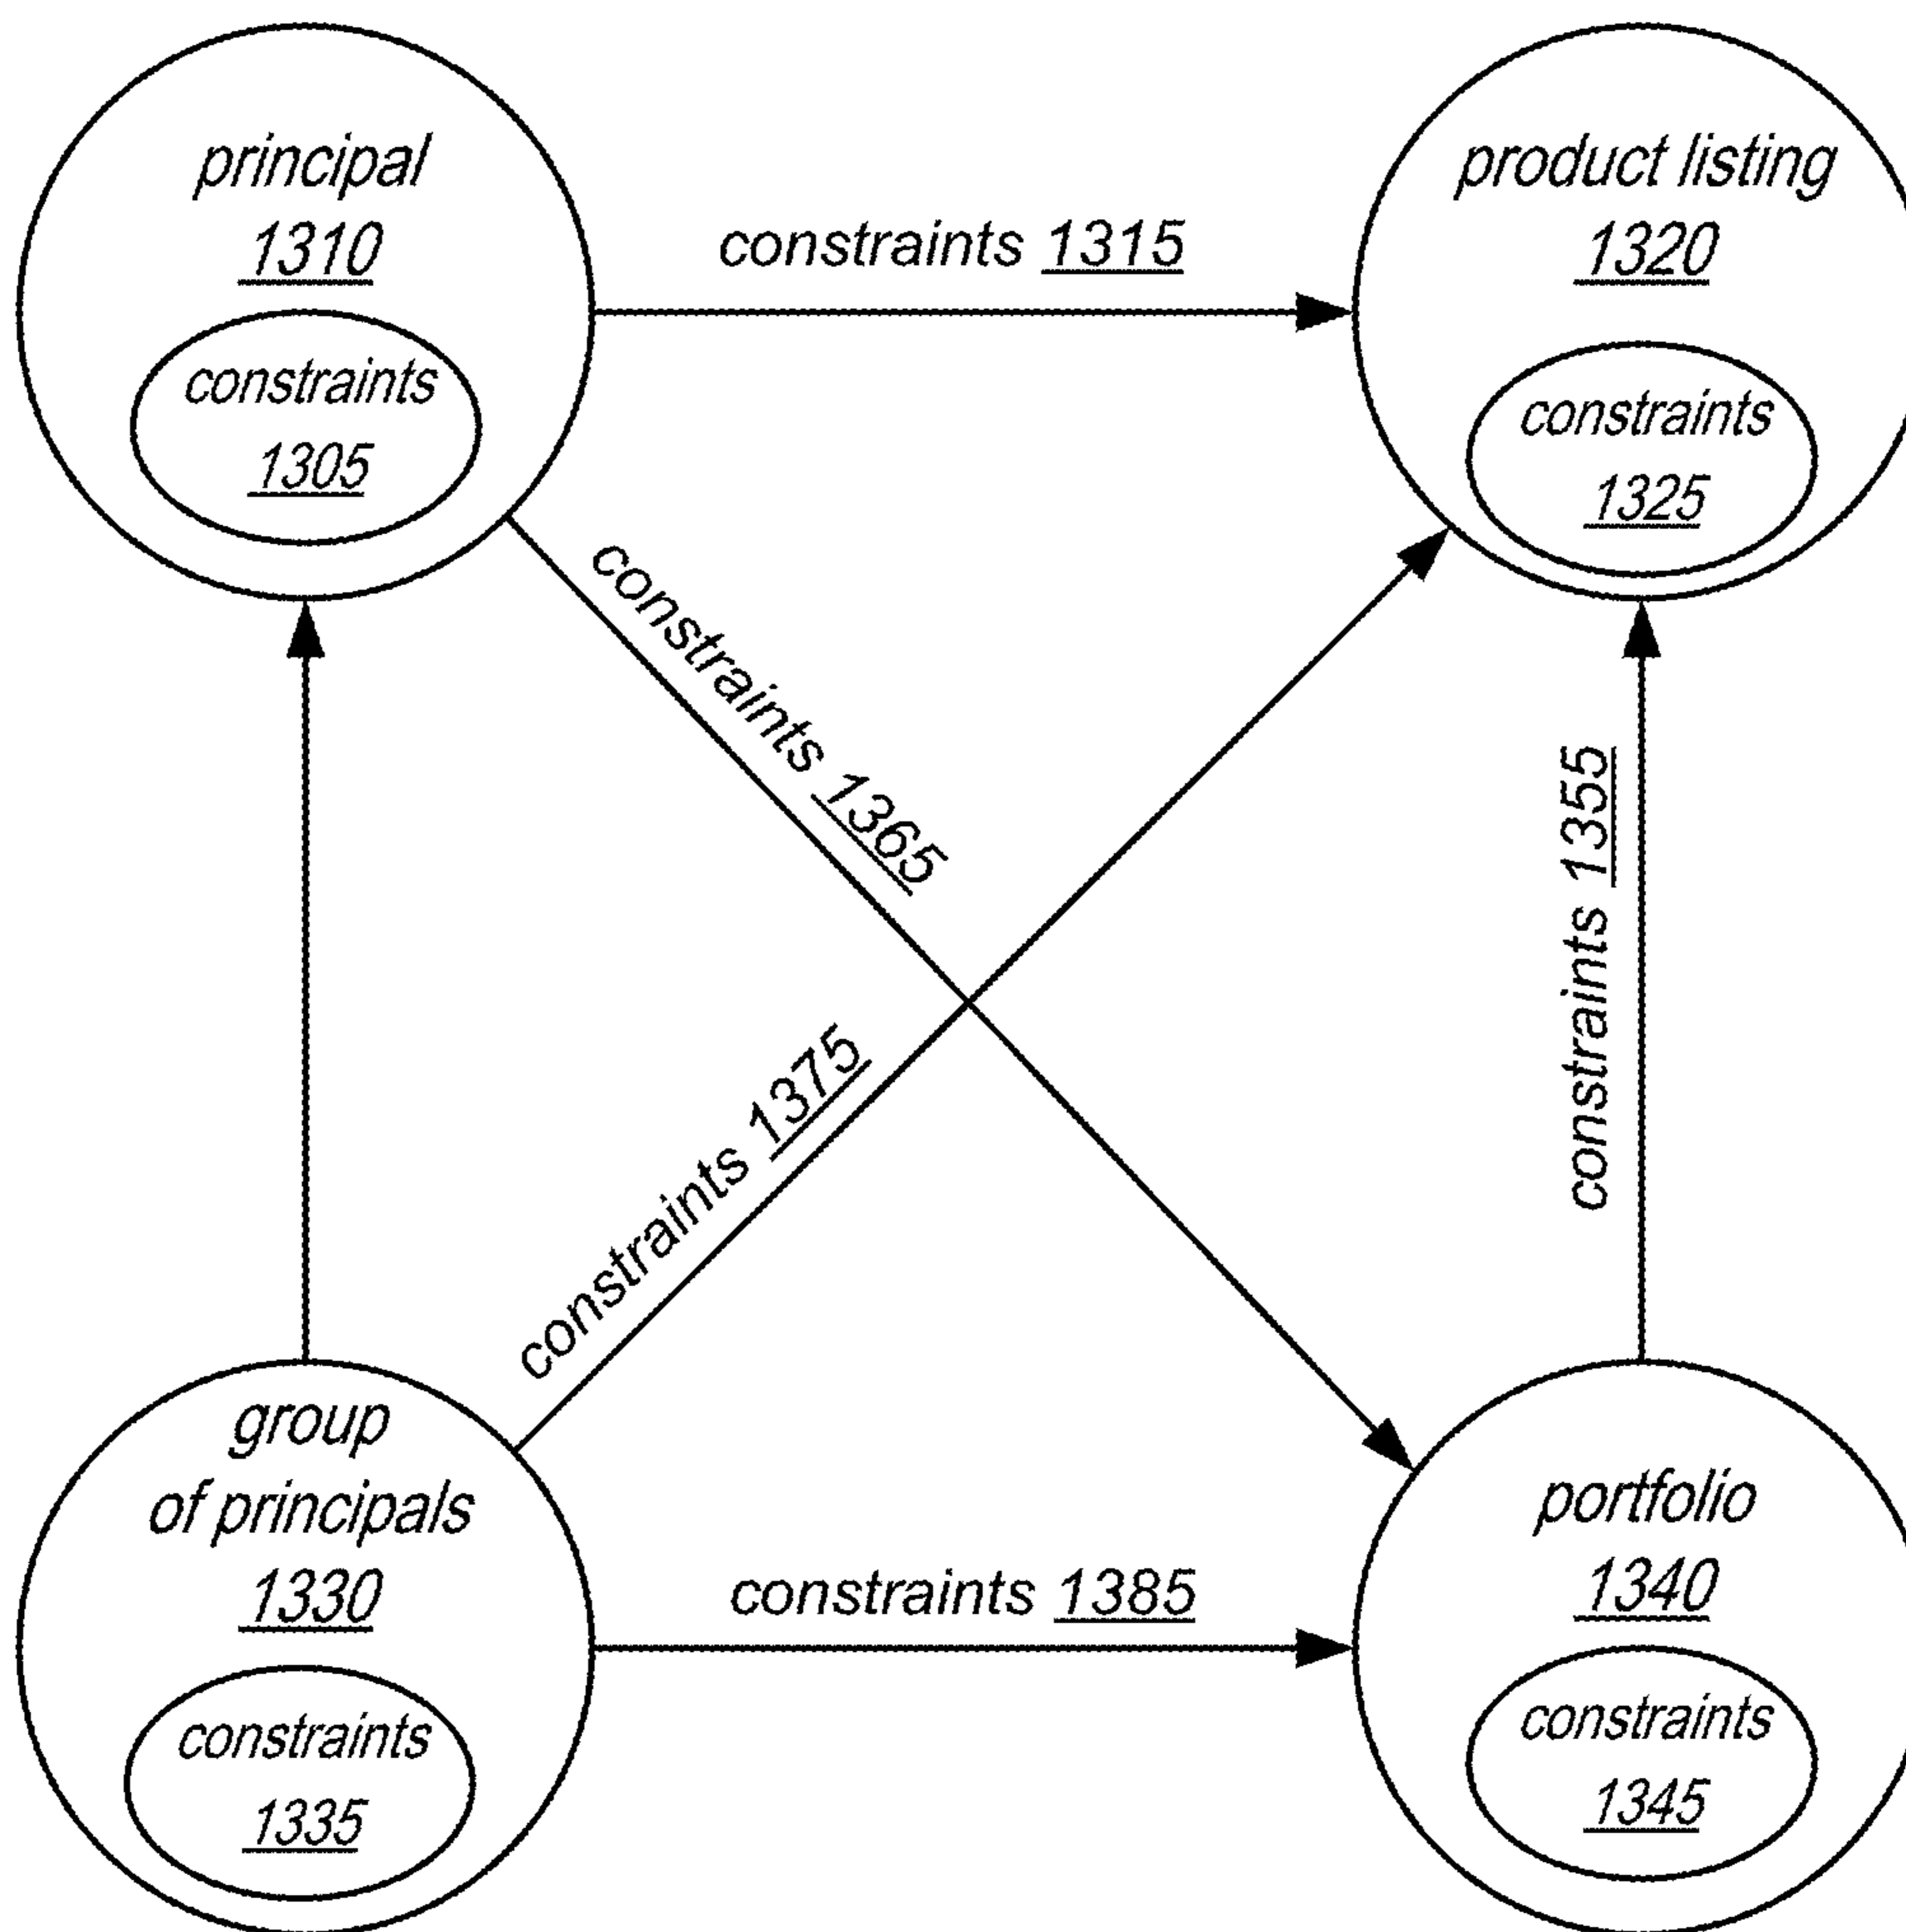 principal
1310
constraints
1305
constraints 1315
product listing
1320
constraints
1325
constraints 1365
constraints 1375
constraints 1355
group
of principals
1330
constraints
1335
constraints 1385
portfolio
1340
constraints
1345